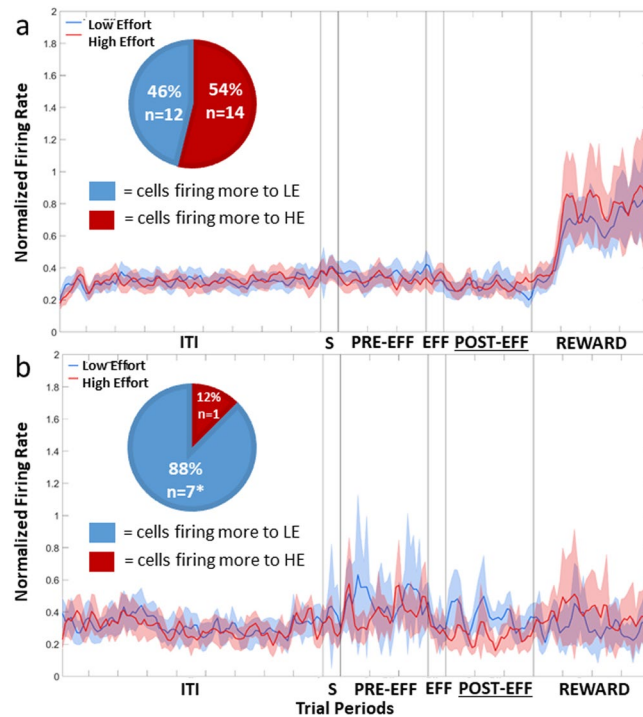 a
Low Effort
High Effort
46%
n=12
54%
n=14
= cells firing more to LE
= cells firing more to HE
Normalized Firing Rate
2
1.8
1.6
1.4
1.2
1
0.8
0.6
0.4
0.2
0
ITI S PRE-EFF EFF POST-EFF REWARD
b
Low Effort
High Effort
12%
n=1
88%
n=7*
= cells firing more to LE
= cells firing more to HE
Normalized Firing Rate
2
1.8
1.6
1.4
1.2
1
0.8
0.6
0.4
0.2
0
ITI S PRE-EFF EFF POST-EFF REWARD
Trial Periods